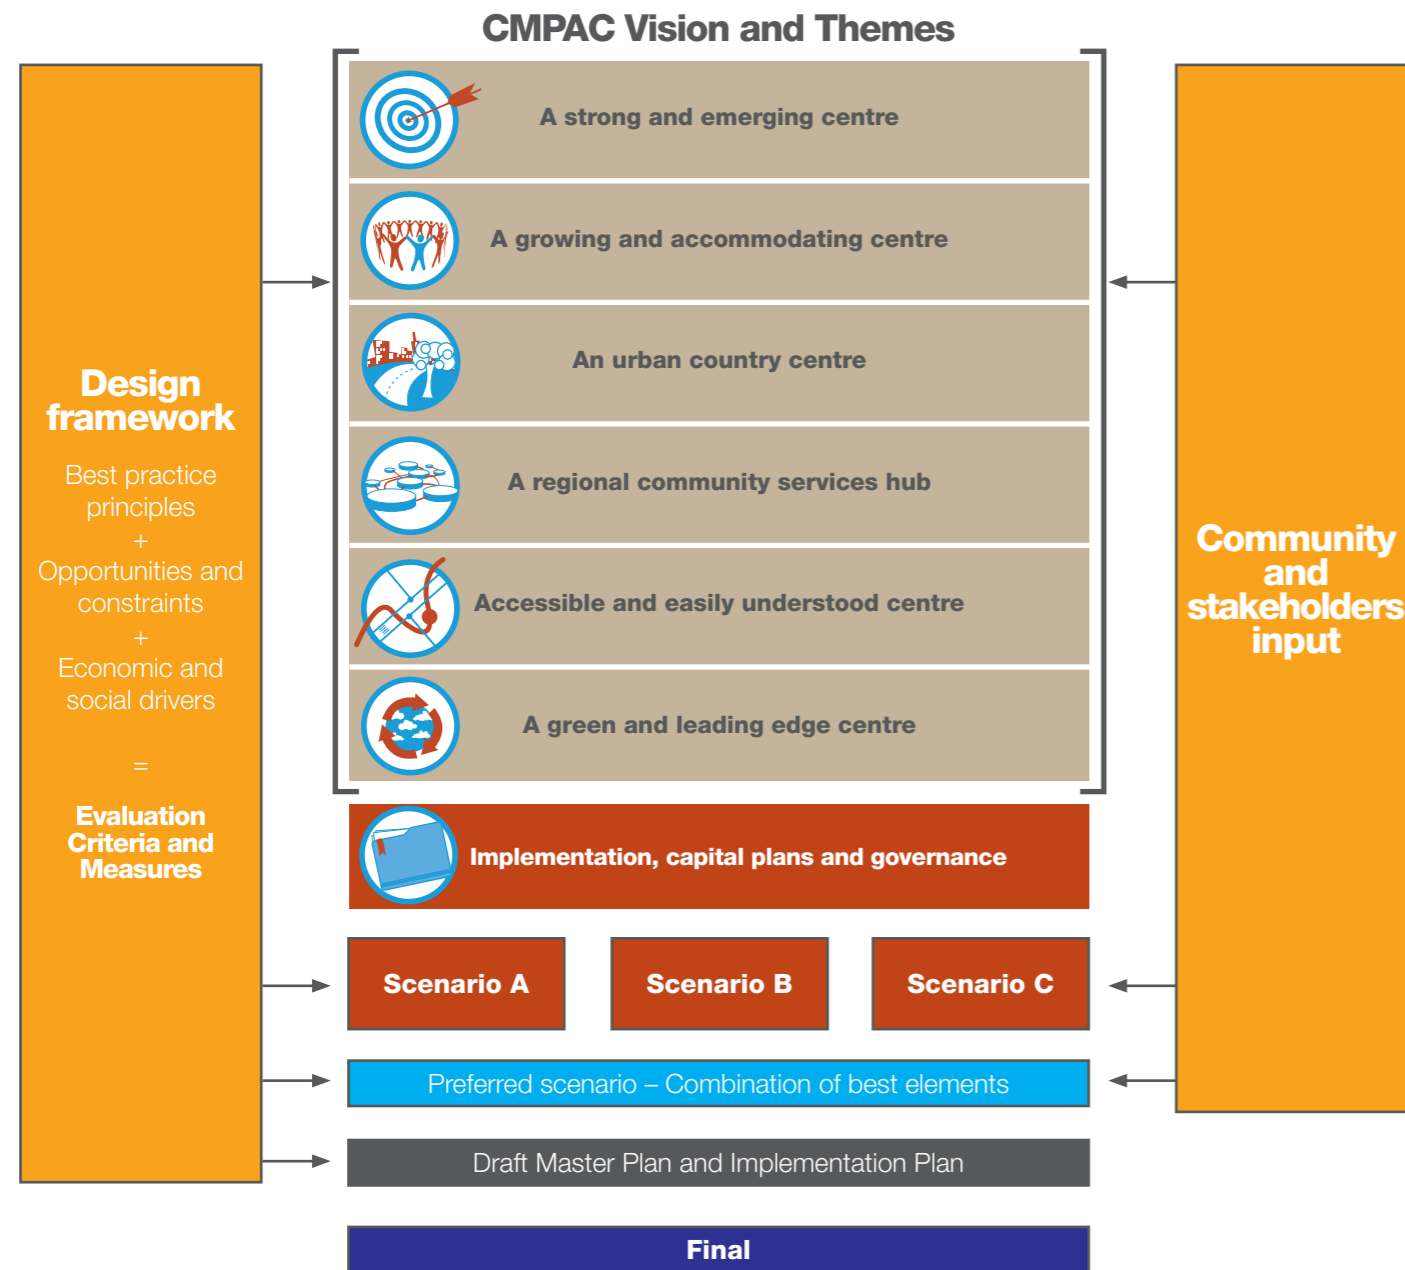 CMPAC Vision and Themes
Design
framework
Best practice
principles
+
Opportunities and
constraints
+
Economic and
social drivers
=
Evaluation
Criteria and
Measures
A strong and emerging centre
A growing and accommodating centre
An urban country centre
A regional community services hub
Accessible and easily understood centre
A green and leading edge centre
Implementation, capital plans and governance
Scenario A
Scenario B
Scenario C
Preferred scenario – Combination of best elements
Draft Master Plan and Implementation Plan
Final
Community
and
stakeholders
input